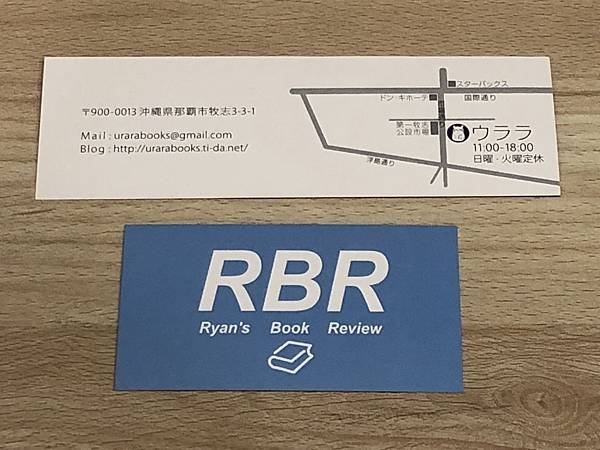 〒900-0013 沖縄県那覇市牧志3-3-1
Mail: urarabooks@gmail.com
Blog: http://urarabooks.ti-da.net/
スターバックス
ドン・キホーテ
国際通り
第一牧志
公設市場
浮島通り
ウララ
11:00-18:00
日曜・火曜定休
RBR
Ryan's Book Review